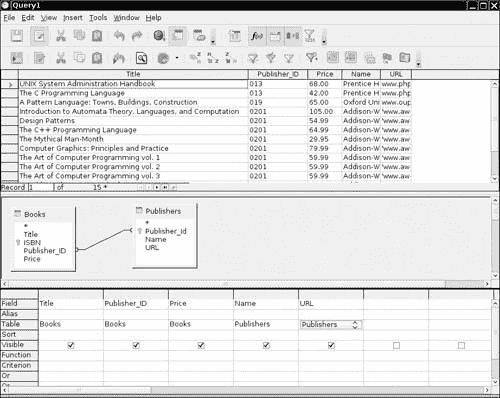 Query1
File Edit View Insert Tools Window Help
Title Publisher_ID Price Name URL
UNIX System Administration Handbook 013 68.00 Prentice H www.php
The C Programming Language 013 42.00 Prentice H www.php
A Pattern Language: Towns, Buildings, Construction 019 65.00 Oxford Uni www.oup
Introduction to Automata Theory, Languages, and Computation 0201 105.00 Addison-W www.aw
Design Patterns 0201 54.99 Addison-W www.aw
The C++ Programming Language 0201 64.99 Addison-W www.aw
The Mythical Man-Month 0201 29.95 Addison-W www.aw
Computer Graphics: Principles and Practice 0201 79.99 Addison-W www.aw
The Art of Computer Programming vol. 1 0201 59.99 Addison-W www.aw
The Art of Computer Programming vol. 2 0201 59.99 Addison-W www.aw
The Art of Computer Programming vol. 3 0201 59.99 Addison-W www.aw
Record 1 of 15 *
Books
*
Title
ISBN
Publisher_ID
Price
Publishers
*
Publisher_Id
Name
URL
Field Title Publisher_ID Price Name URL
Alias
Table Books Books Books Publishers Publishers
Sort
Visible
Function
Criterion
Or
Or